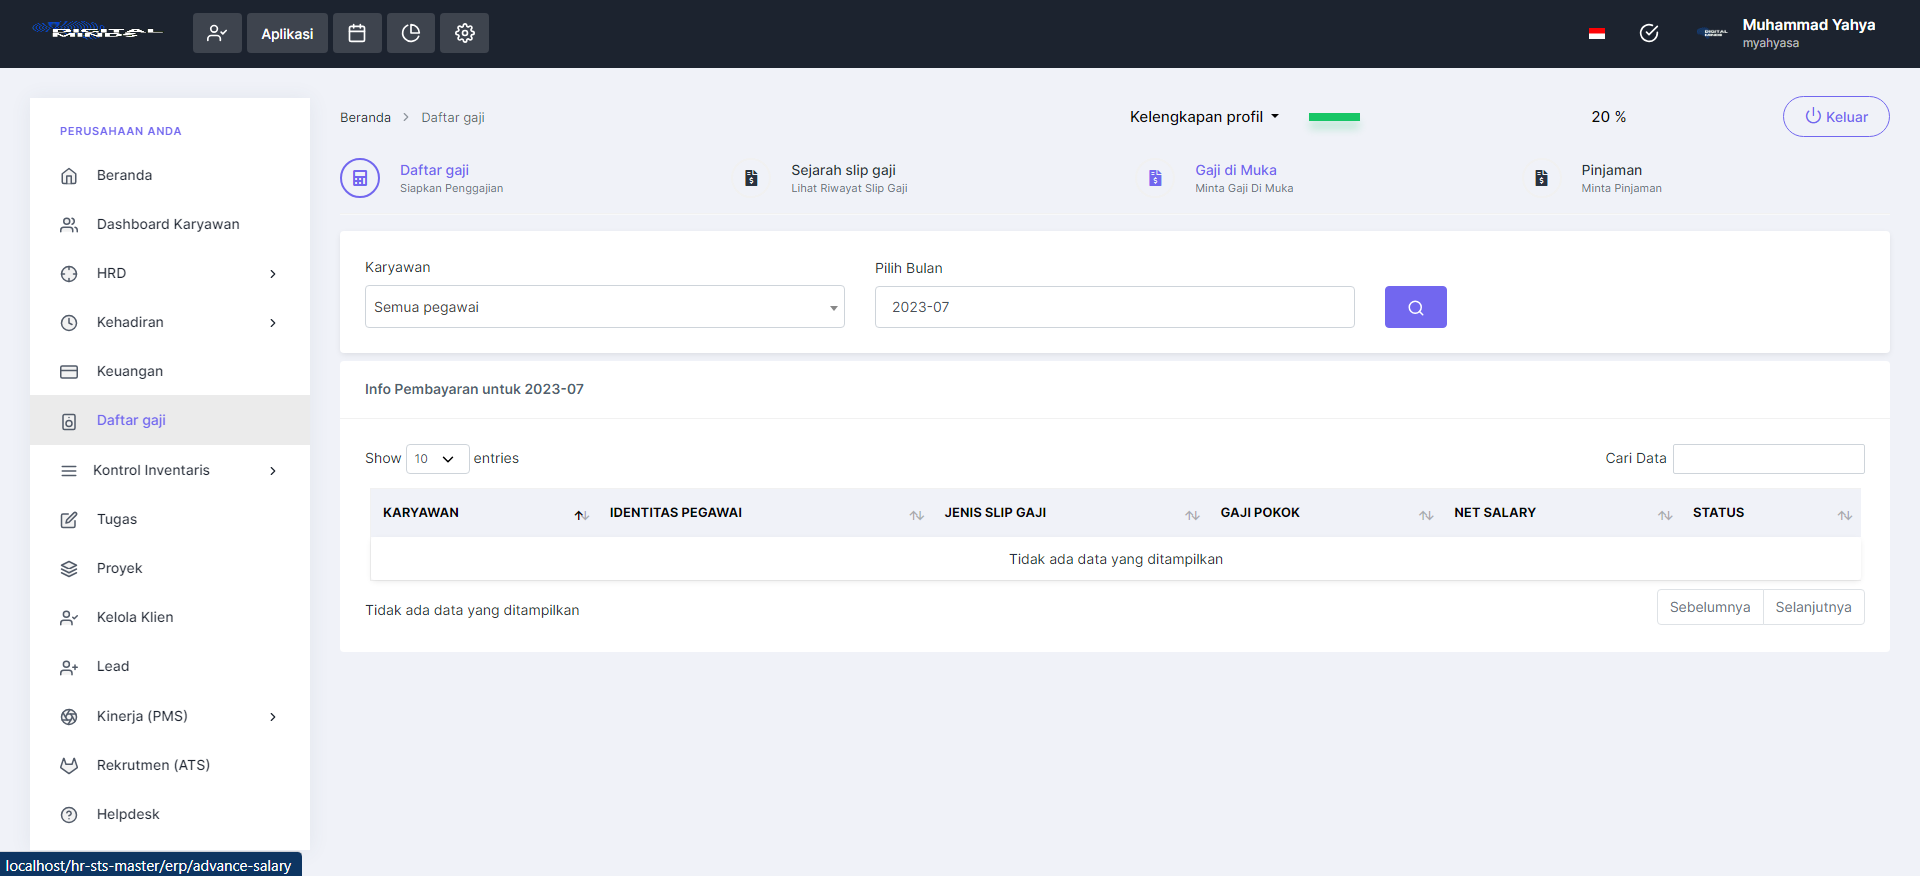 DIGITAL
MINDS
Aplikasi
Muhammad Yahya
myahyasa
PERUSAHAAN ANDA
Beranda
Dashboard Karyawan
HRD
Kehadiran
Keuangan
Daftar gaji
Kontrol Inventaris
Tugas
Proyek
Kelola Klien
Lead
Kinerja (PMS)
Rekrutmen (ATS)
Helpdesk
Beranda > Daftar gaji
Kelengkapan profil
20 %
Keluar
Daftar gaji
Siapkan Penggajian
Sejarah slip gaji
Lihat Riwayat Slip Gaji
Gaji di Muka
Minta Gaji Di Muka
Pinjaman
Minta Pinjaman
Karyawan
Semua pegawai
Pilih Bulan
2023-07
Info Pembayaran untuk 2023-07
Show 10 entries
Cari Data
KARYAWAN IDENTITAS PEGAWAI JENIS SLIP GAJI GAJI POKOK NET SALARY STATUS
Tidak ada data yang ditampilkan
Tidak ada data yang ditampilkan
Sebelumnya Selanjutnya
localhost/hr-sts-master/erp/advance-salary